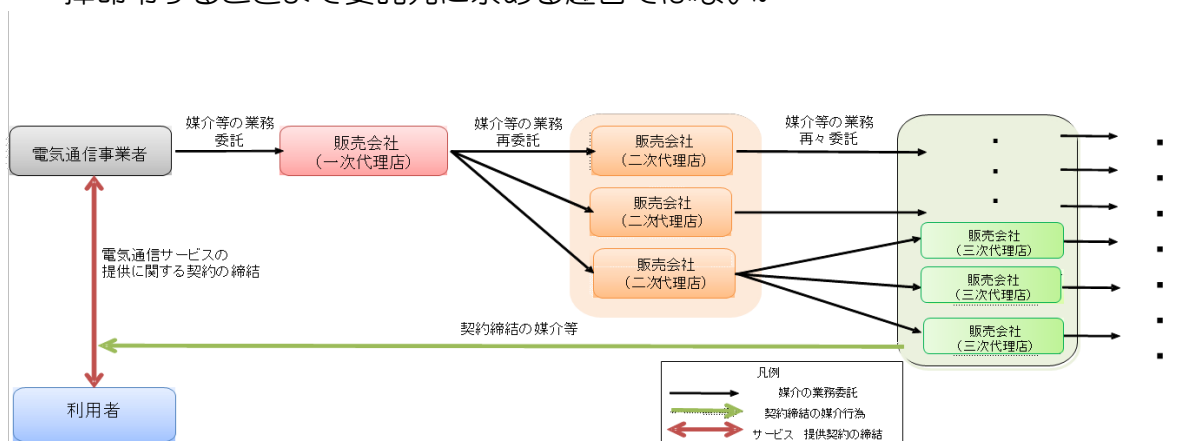 媒介等の業務
委託
媒介等の業務
再委託
媒介等の業務
再々委託
電気通信事業者
販売会社
(一次代理店)
販売会社
(二次代理店)
販売会社
(二次代理店)
販売会社
(二次代理店)
販売会社
(三次代理店)
販売会社
(三次代理店)
販売会社
(三次代理店)
電気通信サービスの
提供に関する契約の締結
契約締結の媒介等
利用者
凡例
媒介の業務委託
契約締結の媒介行為
サービス 提供契約の締結